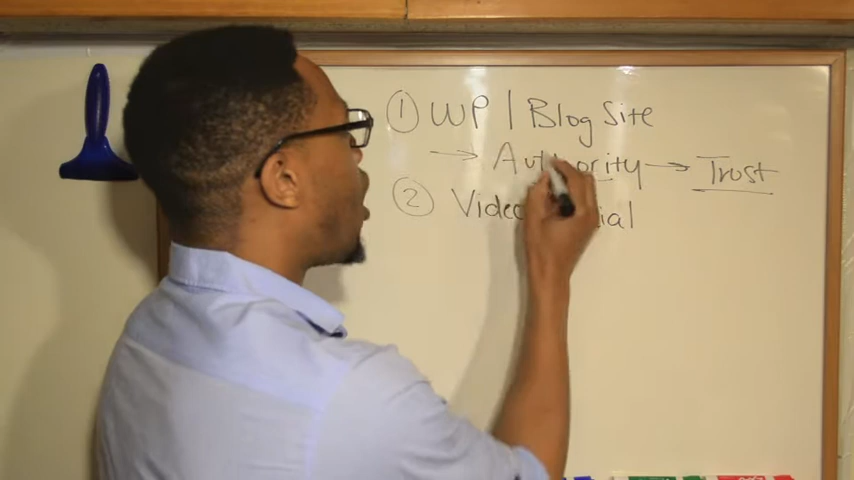 ① WP | Blog Site
→ Authority → Trust
② Video